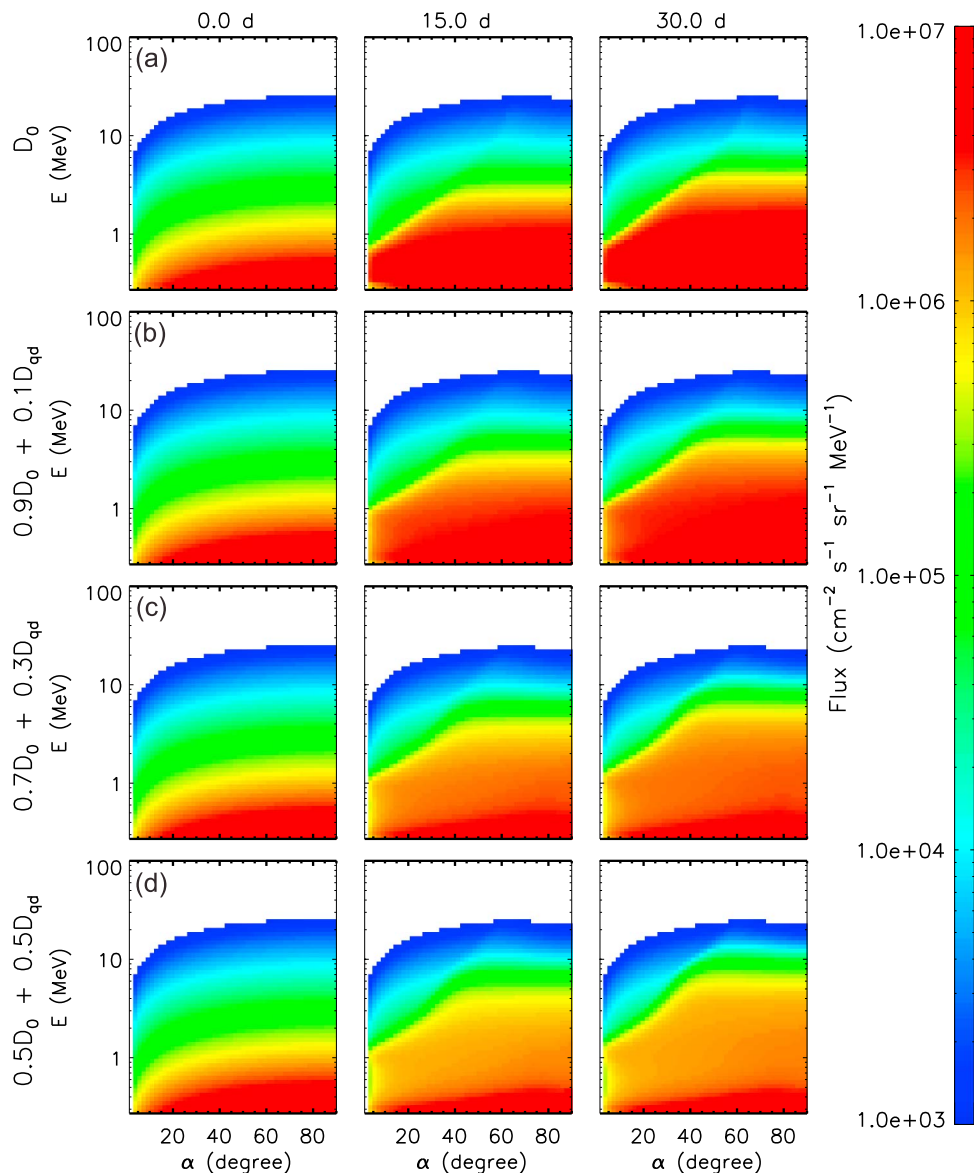 0.0 d
15.0 d
30.0 d
(a)
D0
E (MeV)
100
10
1
(b)
0.9D0 + 0.1Dqd
E (MeV)
100
10
1
(c)
0.7D0 + 0.3Dqd
E (MeV)
100
10
1
(d)
0.5D0 + 0.5Dqd
E (MeV)
100
10
1
20 40 60 80
α (degree)
20 40 60 80
α (degree)
20 40 60 80
α (degree)
Flux (cm−2 s−1 sr−1 MeV−1)
1.0e+07
1.0e+06
1.0e+05
1.0e+04
1.0e+03